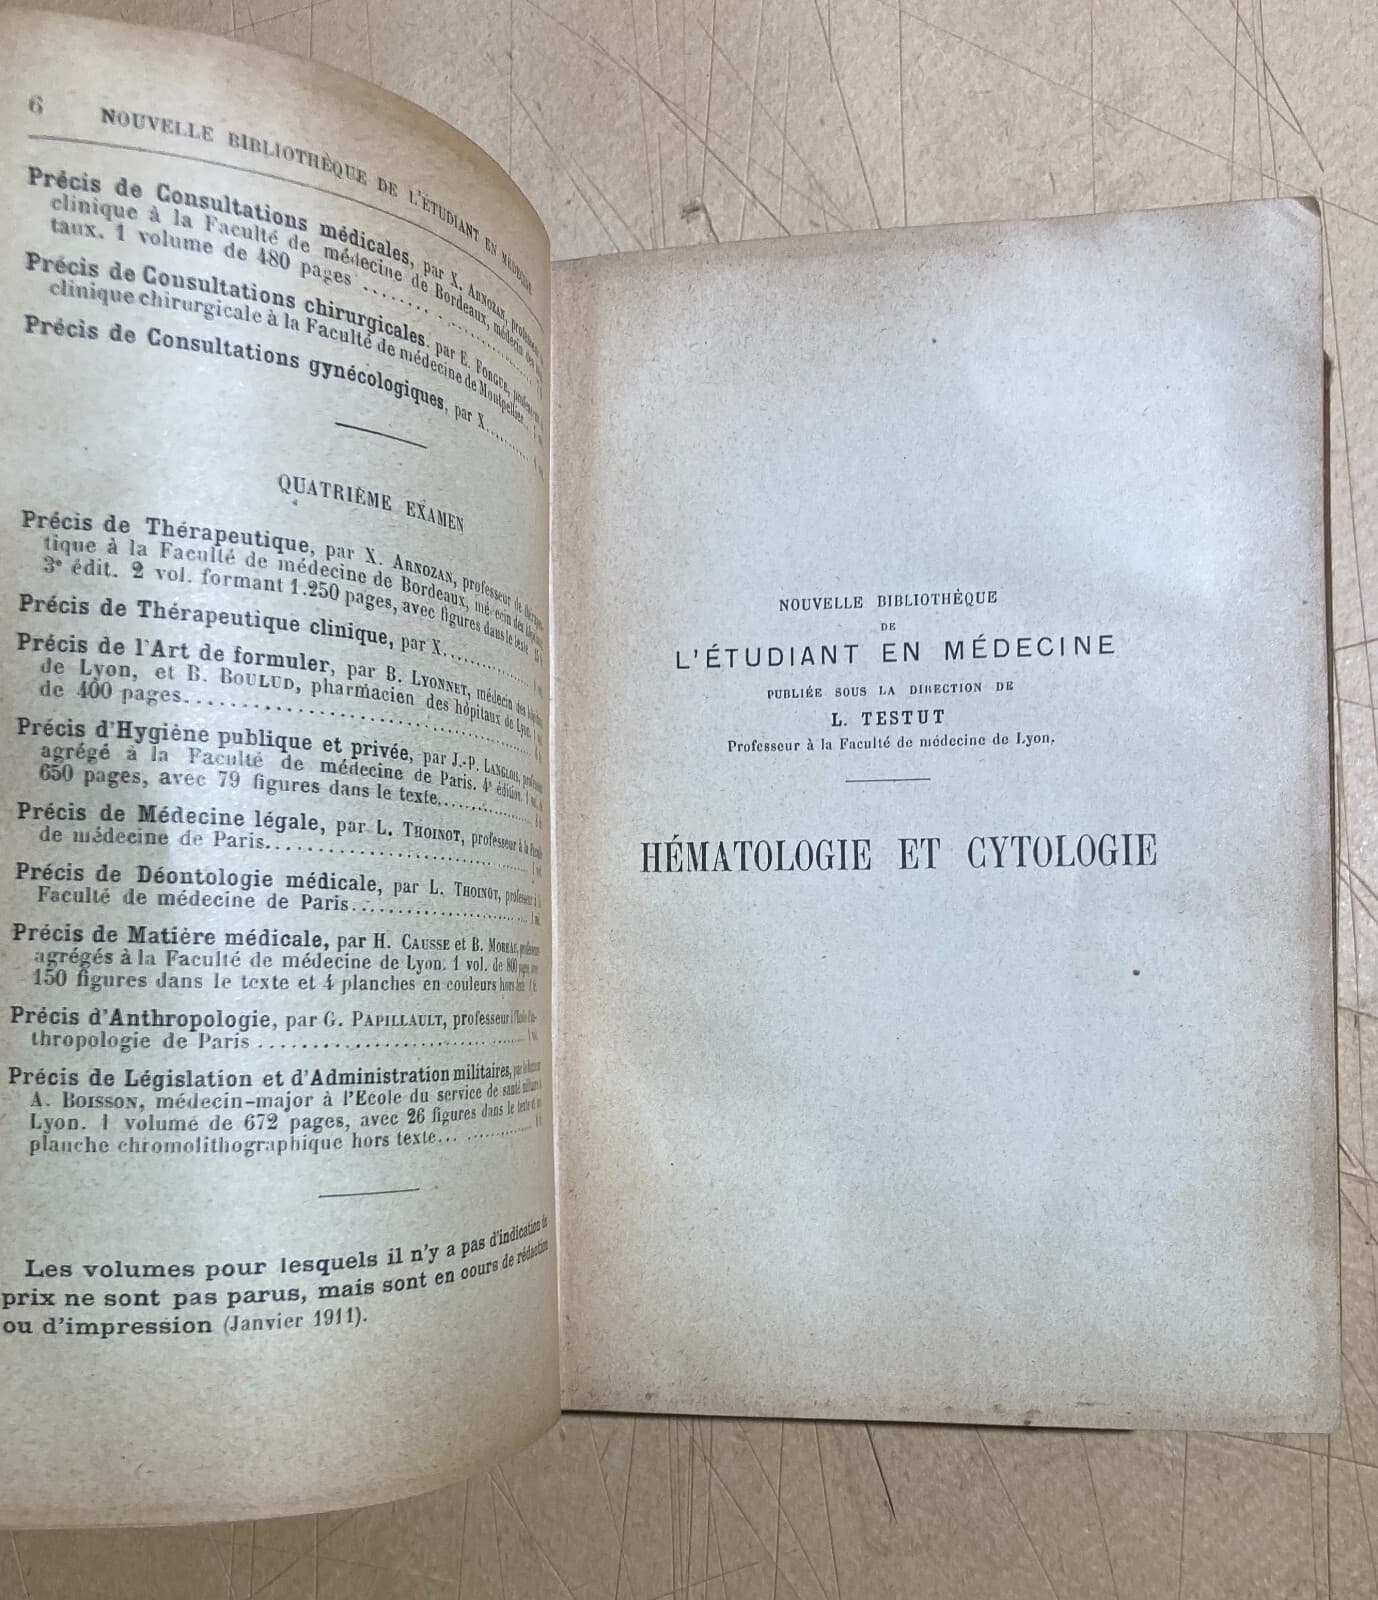 6 NOUVELLE BIBLIOTHÈQUE DE L'ÉTUDIANT EN MÉDECINE
Précis de Consultations médicales, par X. ARNOZAN, professeur
clinique à la Faculté de médecine de Bordeaux, médecin des
taux. 1 volume de 480 pages ..........
Précis de Consultations chirurgicales. par E. FORGUE, professeur
clinique chirurgicale à la Faculté de médecine de Montpellier..
Précis de Consultations gynécologiques, par X..........
QUATRIÈME EXAMEN
Précis de Thérapeutique, par X. ARNOZAN, professeur de
tique à la Faculté de médecine de Bordeaux, médecin des
3e édit. 2 vol. formant 1.250 pages, avec figures dans le texte
Précis de Thérapeutique clinique, par X..........
Précis de l'Art de formuler, par B. LYONNET, médecin des
de Lyon, et B. BOULUD, pharmacien des hôpitaux de Lyon.
de 400 pages..........
Précis d'Hygiène publique et privée, par J.-P. LANGLOIS,
agrégé à la Faculté de médecine de Paris. 4e édition.
650 pages, avec 79 figures dans le texte..........
Précis de Médecine légale, par L. THOINOT, professeur à la
de médecine de Paris..........
Précis de Déontologie médicale, par L. THOINOT, professeur à
Faculté de médecine de Paris..........
Précis de Matière médicale, par H. CAUSSE et B. MOREAU,
agrégés à la Faculté de médecine de Lyon. 1 vol. de 800 pages,
150 figures dans le texte et 4 planches en couleurs hors texte
Précis d'Anthropologie, par G. PAPILLAULT, professeur à
thropologie de Paris ..........
Précis de Législation et d'Administration militaires, par
A. BOISSON, médecin-major à l'Ecole du service de santé
Lyon. 1 volume de 672 pages, avec 26 figures dans le texte
planche chromolithographique hors texte..........
Les volumes pour lesquels il n'y a pas d'indication de
prix ne sont pas parus, mais sont en cours de rédaction
ou d'impression (Janvier 1911).
NOUVELLE BIBLIOTHÈQUE
DE
L'ÉTUDIANT EN MÉDECINE
PUBLIÉE SOUS LA DIRECTION DE
L. TESTUT
Professeur à la Faculté de médecine de Lyon.
HÉMATOLOGIE ET CYTOLOGIE